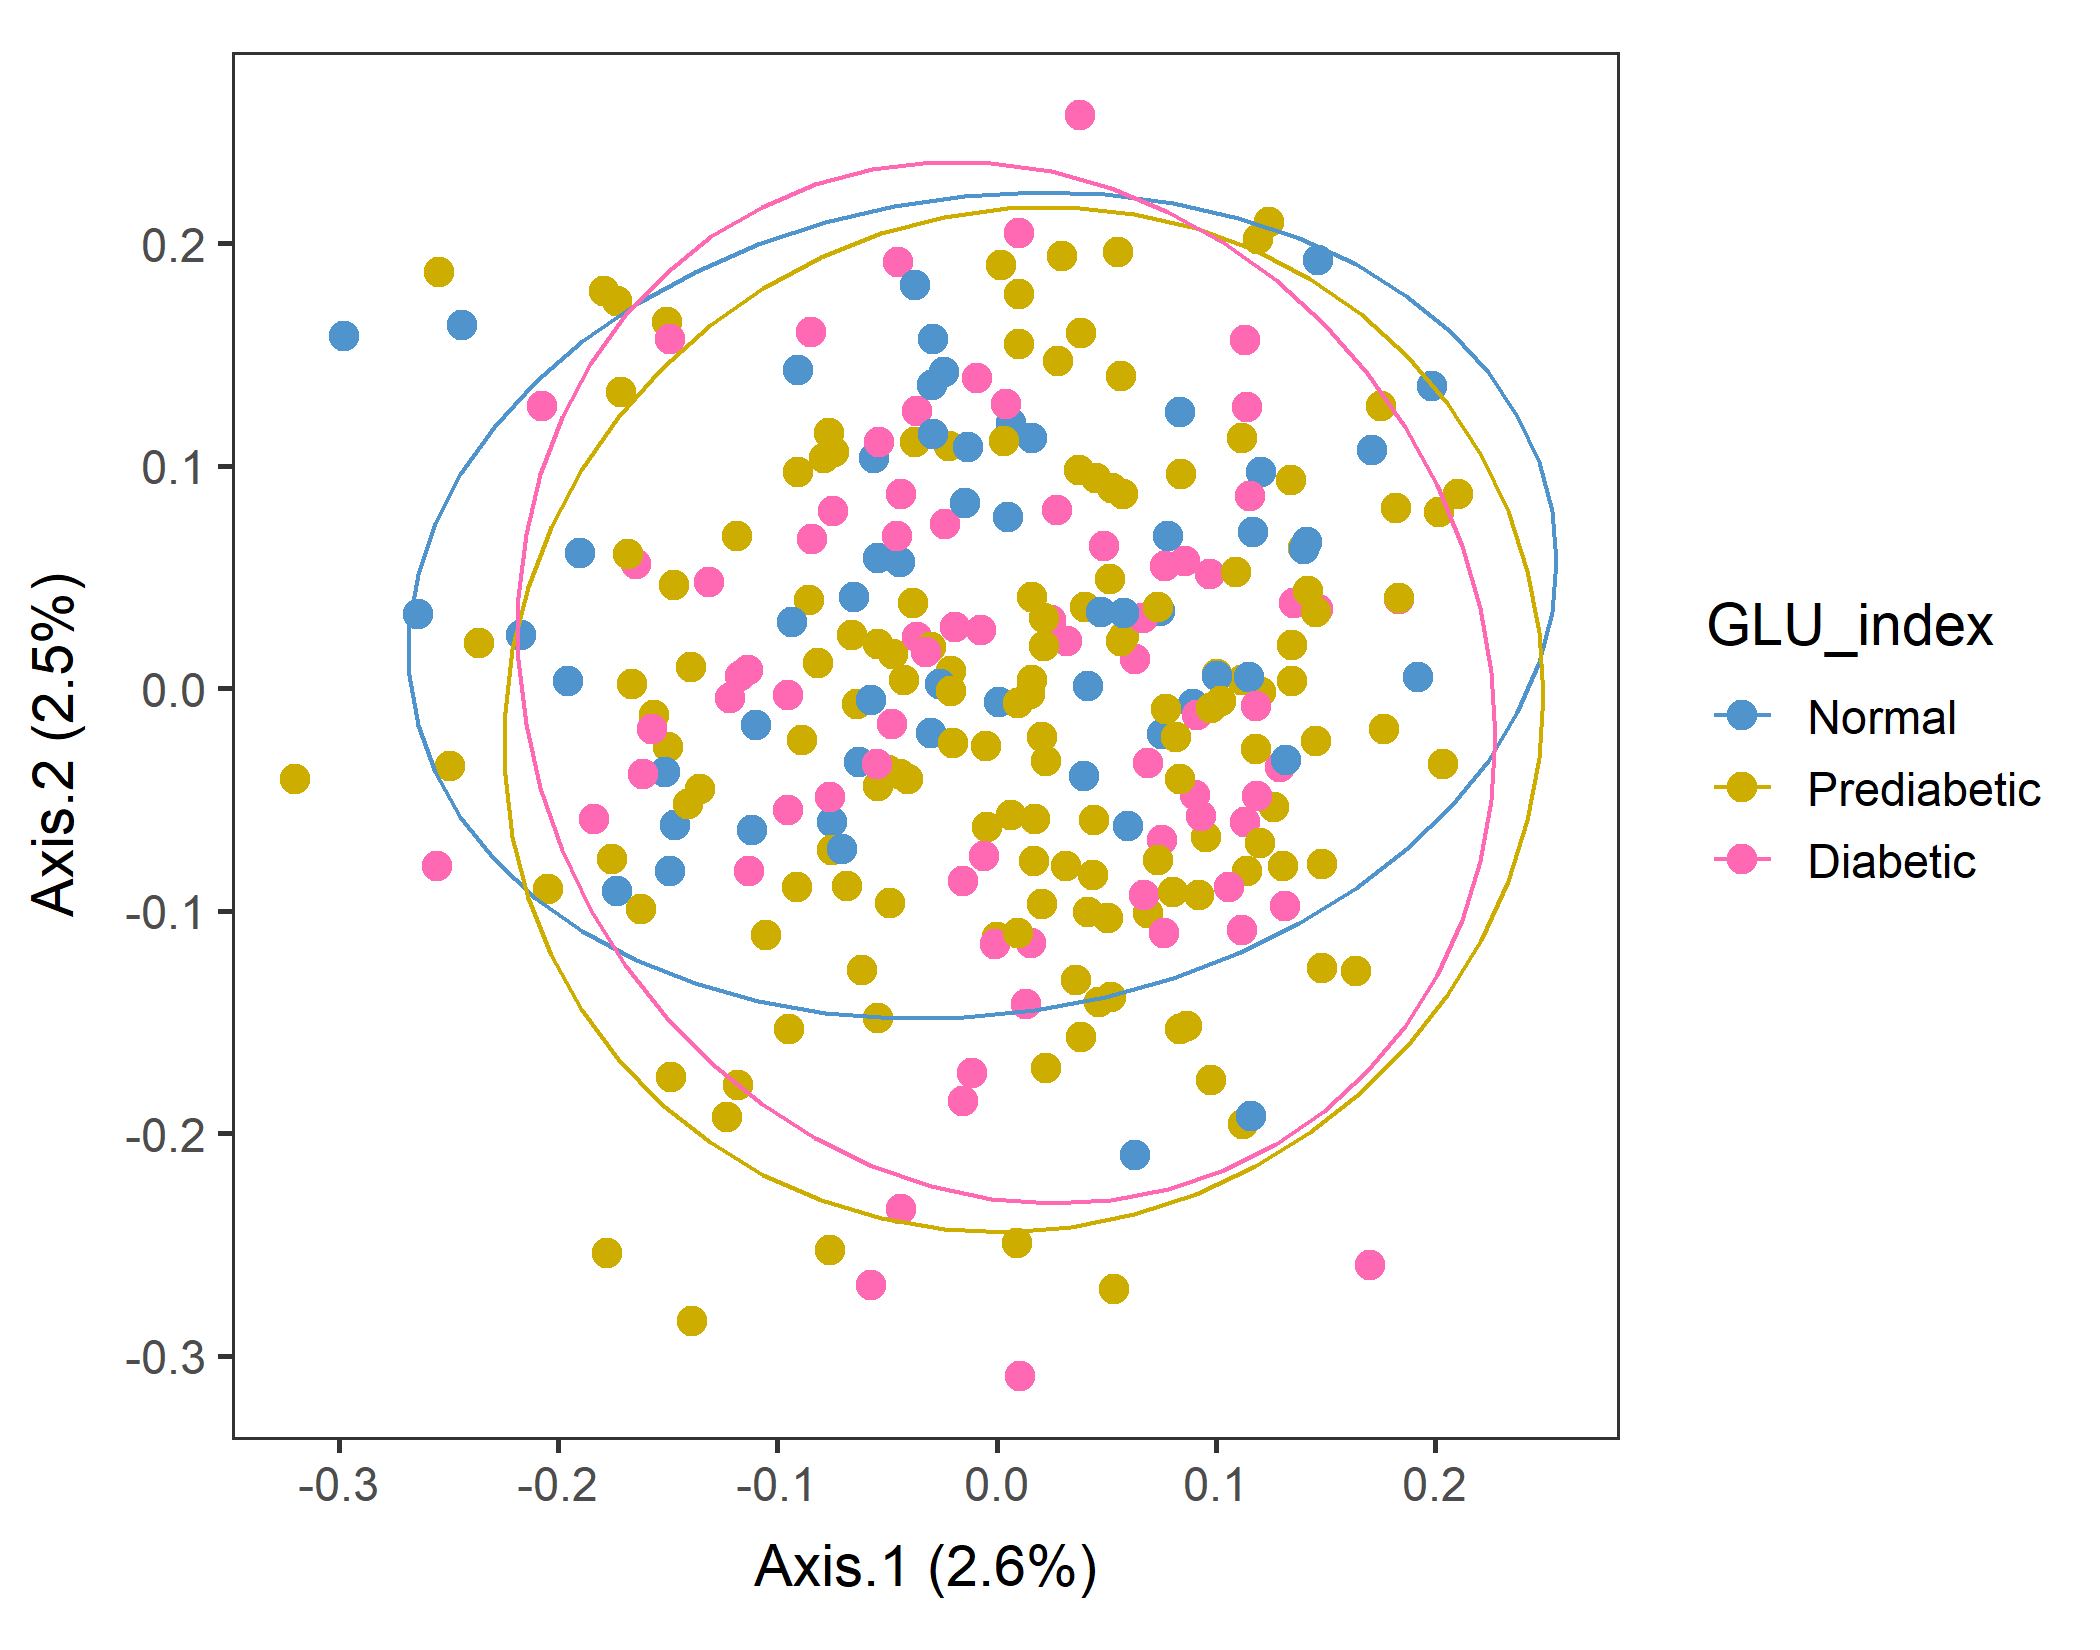 0.2
0.1
0.0
-0.1
-0.2
-0.3
Axis.2 (2.5%)
-0.3 -0.2 -0.1 0.0 0.1 0.2
Axis.1 (2.6%)
GLU_index
Normal
Prediabetic
Diabetic